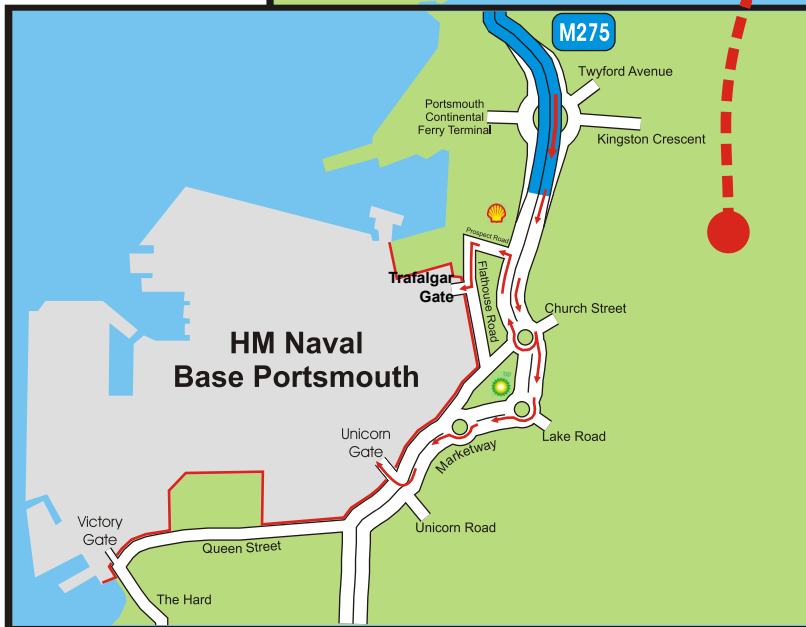 M275
Twyford Avenue
Portsmouth
Continental
Ferry Terminal
Kingston Crescent
Prospect Road
Trafalgar
Gate
Flathouse Road
Church Street
HM Naval
Base Portsmouth
bp
Unicorn
Gate
Lake Road
Marketway
Victory
Gate
Unicorn Road
Queen Street
The Hard